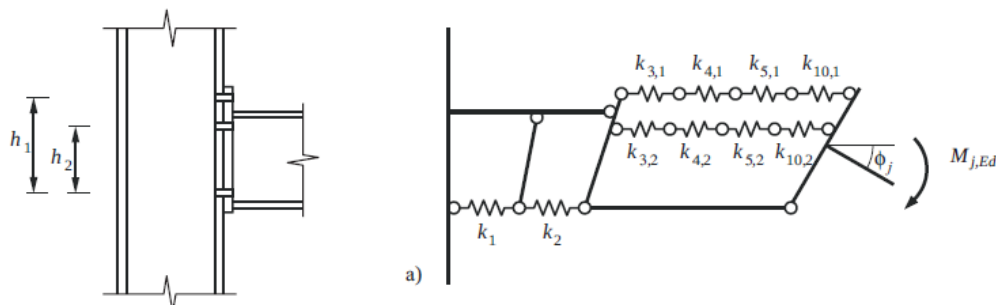 h₁
h₂
k₃,₁ k₄,₁ k₅,₁ k₁₀,₁
k₃,₂ k₄,₂ k₅,₂ k₁₀,₂
ϕⱼ
Mⱼ,Ed
k₁ k₂
a)